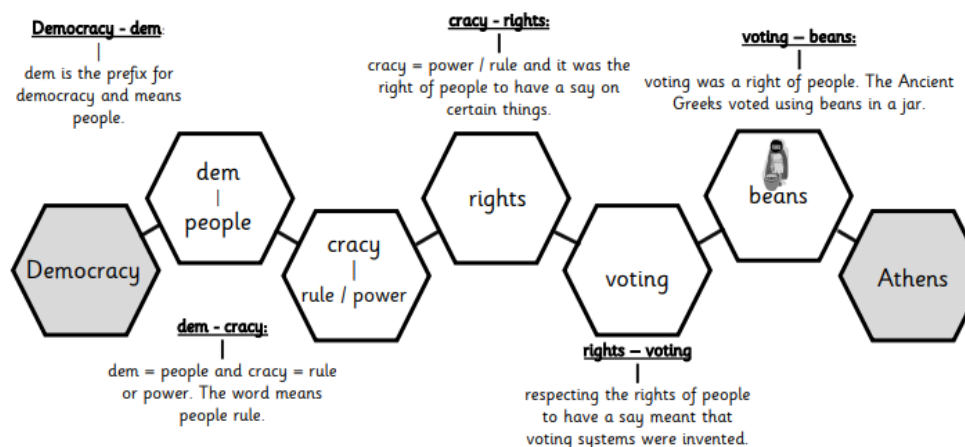 Democracy - dem:
dem is the prefix for
democracy and means
people.
cracy - rights:
cracy = power / rule and it was the
right of people to have a say on
certain things.
voting – beans:
voting was a right of people. The Ancient
Greeks voted using beans in a jar.
Democracy
dem
people
cracy
rule / power
rights
voting
beans
Athens
dem - cracy:
dem = people and cracy = rule
or power. The word means
people rule.
rights – voting
respecting the rights of people
to have a say meant that
voting systems were invented.